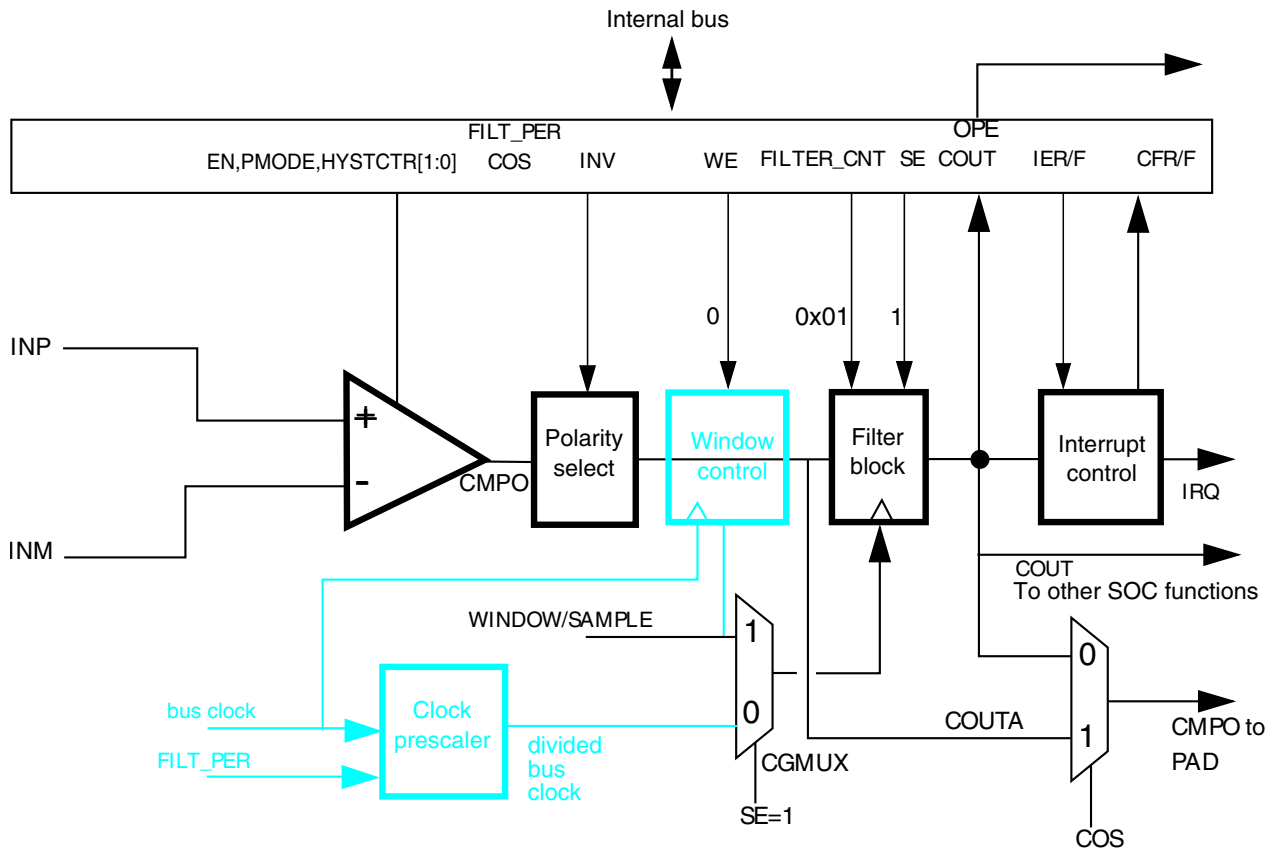 Internal bus
FILT_PER
OPE
EN,PMODE,HYSTCTR[1:0]
COS
INV
WE
FILTER_CNT
SE
COUT
IER/F
CFR/F
0
0x01
1
INP
+
-
INM
CMPO
Polarity
select
Window
control
Filter
block
Interrupt
control
IRQ
COUT
To other SOC functions
WINDOW/SAMPLE
1
0
0
1
bus clock
FILT_PER
Clock
prescaler
divided
bus
clock
CGMUX
SE=1
COUTA
CMPO to
PAD
COS